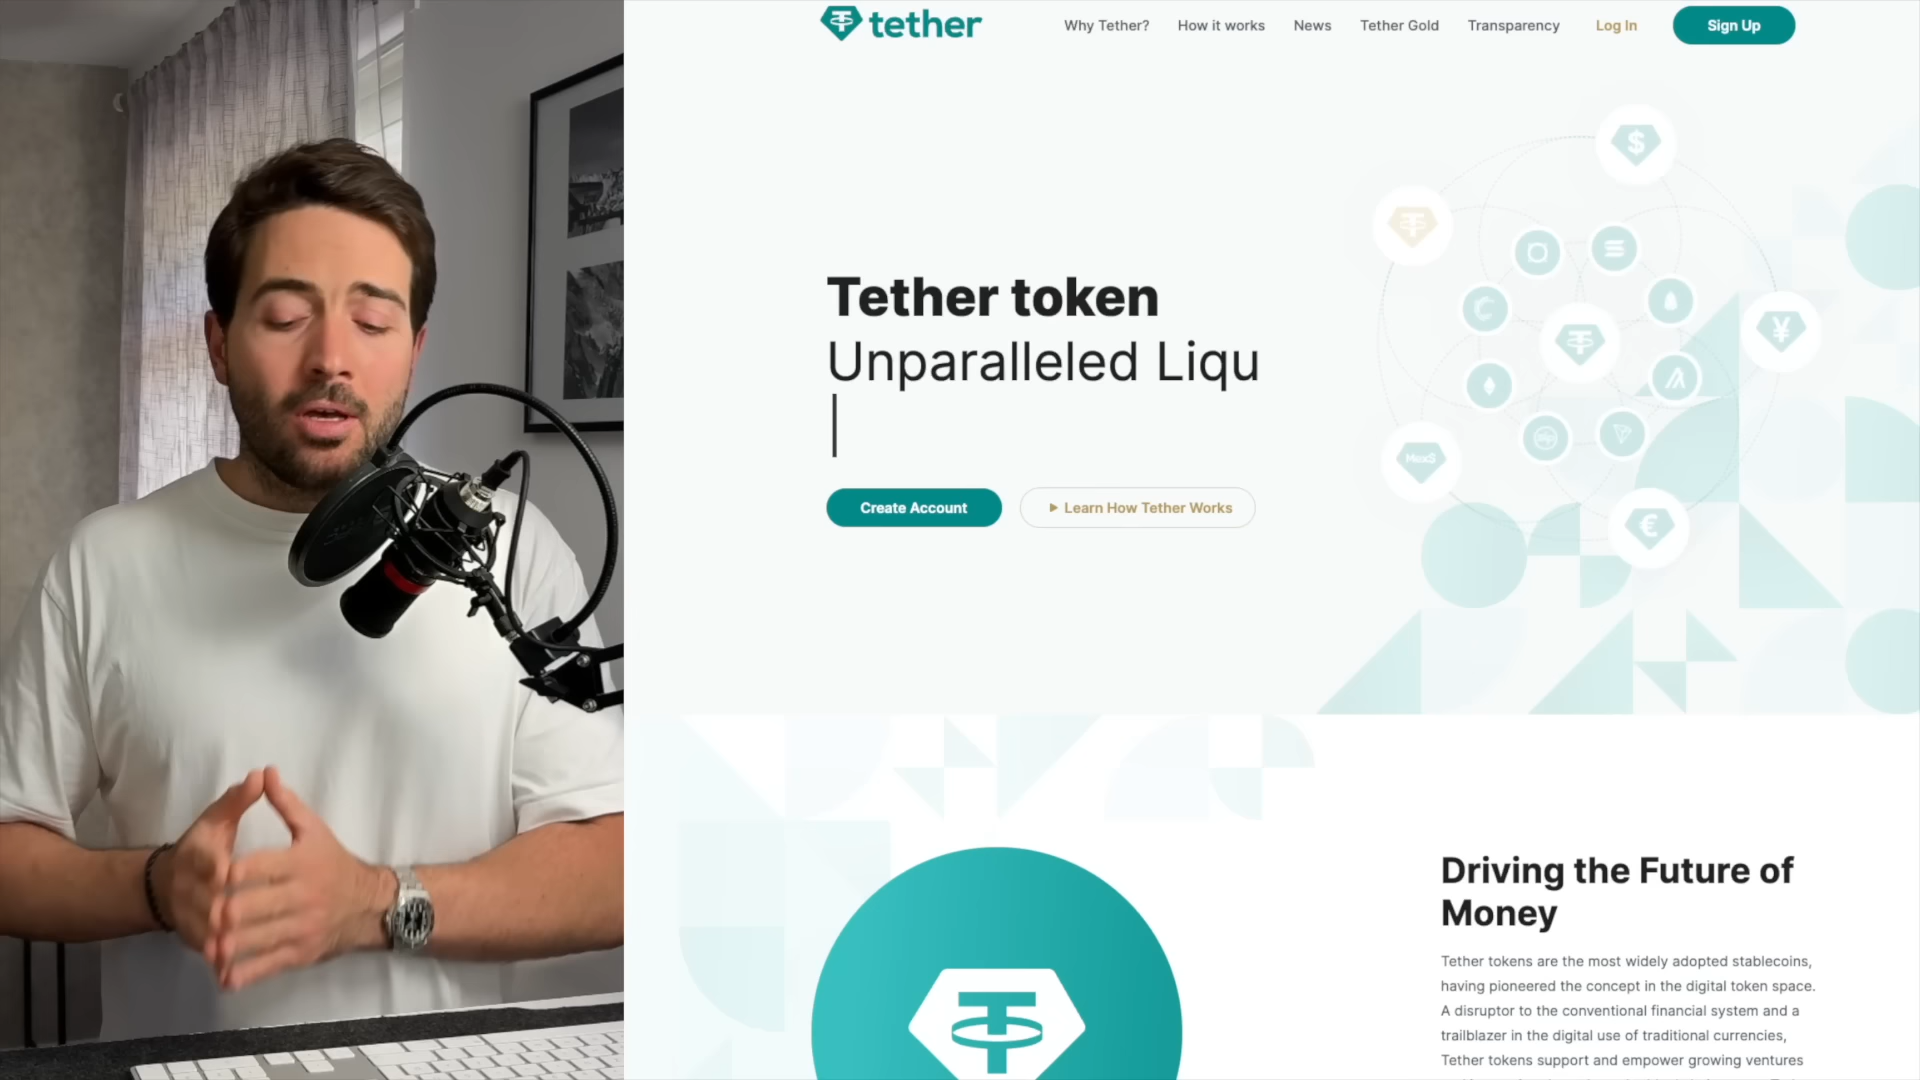 tether
Why Tether?
How it works
News
Tether Gold
Transparency
Log In
Sign Up
Tether token
Unparalleled Liqu
Create Account
Learn How Tether Works
MEX$
Driving the Future of
Money
Tether tokens are the most widely adopted stablecoins,
having pioneered the concept in the digital token space.
A disruptor to the conventional financial system and a
trailblazer in the digital use of traditional currencies,
Tether tokens support and empower growing ventures